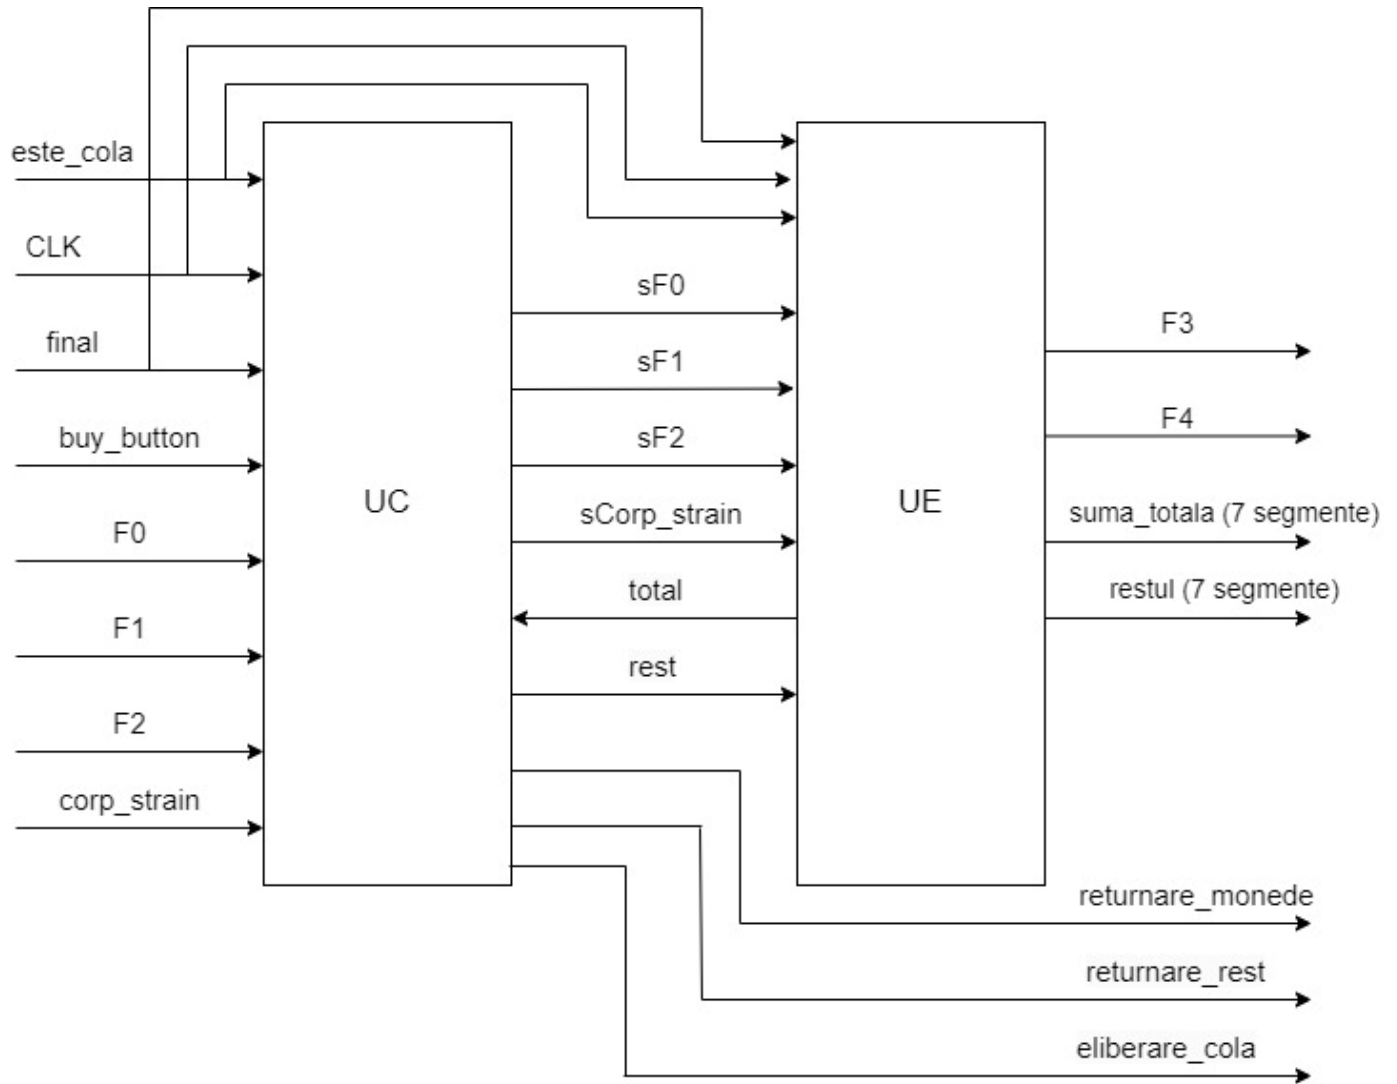 este_cola
CLK
final
buy_button
F0
F1
F2
corp_strain
UC
sF0
sF1
sF2
sCorp_strain
total
rest
UE
F3
F4
suma_totala (7 segmente)
restul (7 segmente)
returnare_monede
returnare_rest
eliberare_cola